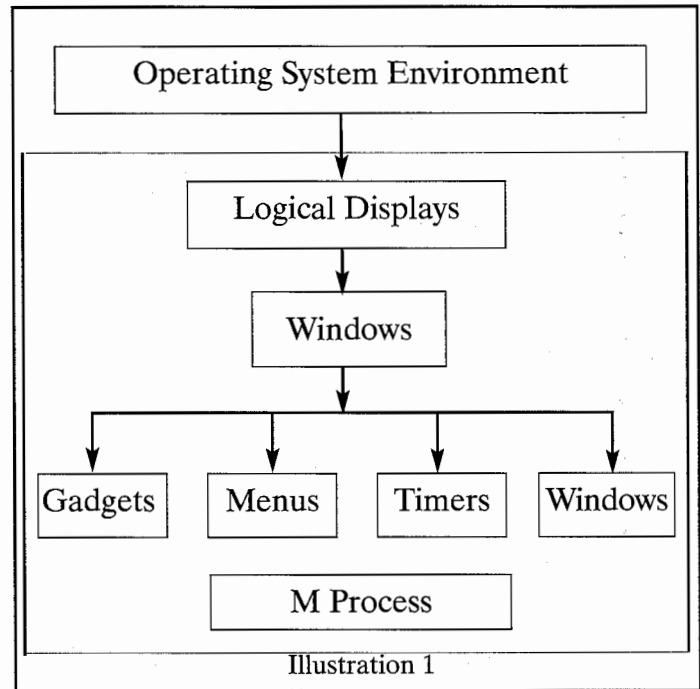 Operating System Environment
Logical Displays
Windows
Gadgets Menus Timers Windows
M Process
Illustration 1